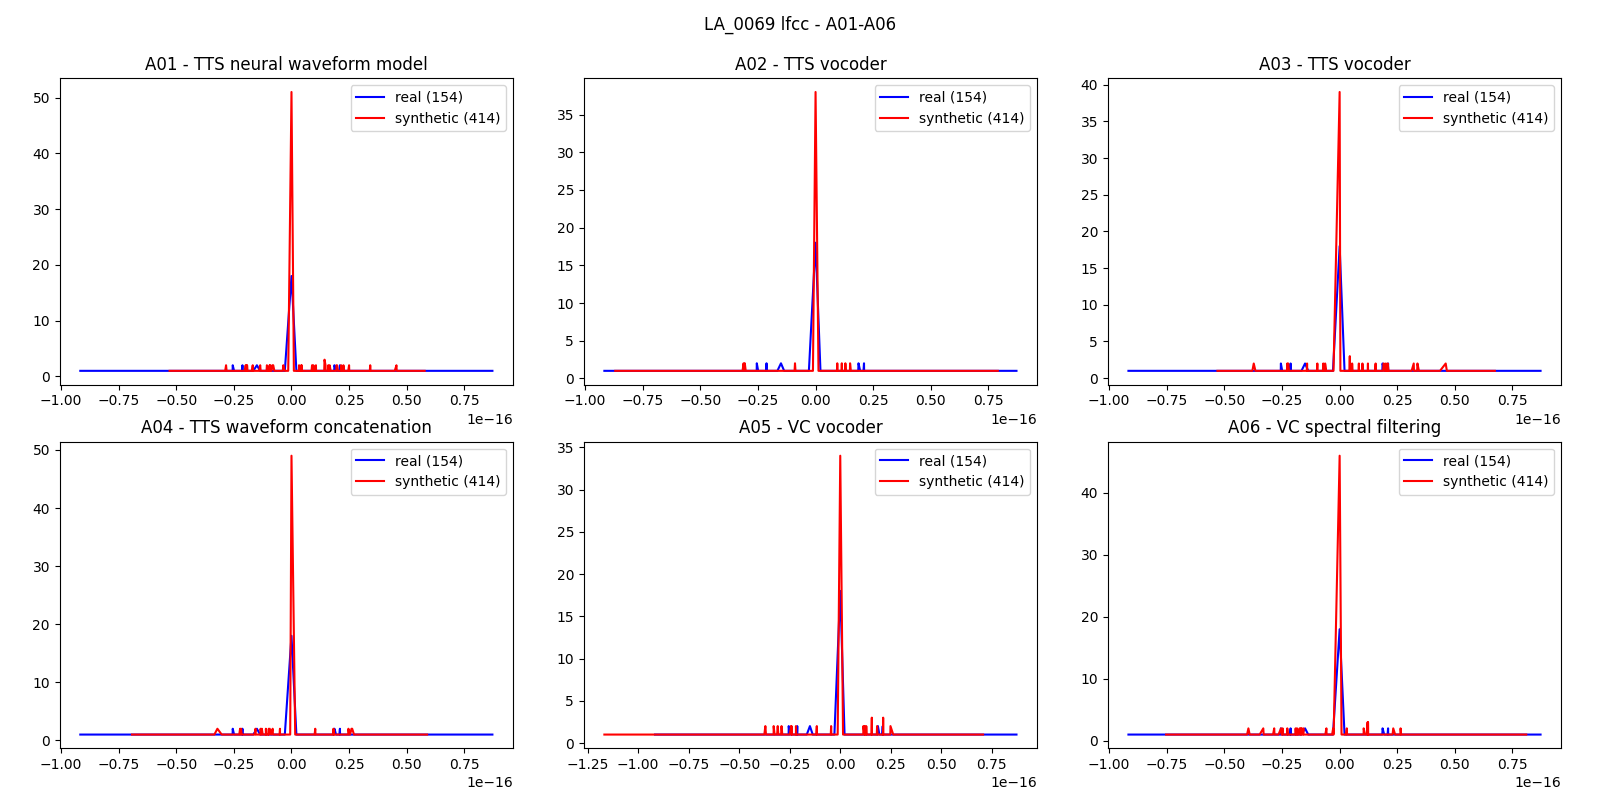 LA_0069 lfcc - A01-A06
A01 - TTS neural waveform model
50
40
30
20
10
0
real (154)
synthetic (414)
−1.00 −0.75 −0.50 −0.25 0.00 0.25 0.50 0.75
1e−16
A02 - TTS vocoder
35
30
25
20
15
10
5
0
real (154)
synthetic (414)
−1.00 −0.75 −0.50 −0.25 0.00 0.25 0.50 0.75
1e−16
A03 - TTS vocoder
40
35
30
25
20
15
10
5
0
real (154)
synthetic (414)
−1.00 −0.75 −0.50 −0.25 0.00 0.25 0.50 0.75
1e−16
A04 - TTS waveform concatenation
50
40
30
20
10
0
real (154)
synthetic (414)
−1.00 −0.75 −0.50 −0.25 0.00 0.25 0.50 0.75
1e−16
A05 - VC vocoder
35
30
25
20
15
10
5
0
real (154)
synthetic (414)
−1.25 −1.00 −0.75 −0.50 −0.25 0.00 0.25 0.50 0.75
1e−16
A06 - VC spectral filtering
40
30
20
10
0
real (154)
synthetic (414)
−1.00 −0.75 −0.50 −0.25 0.00 0.25 0.50 0.75
1e−16